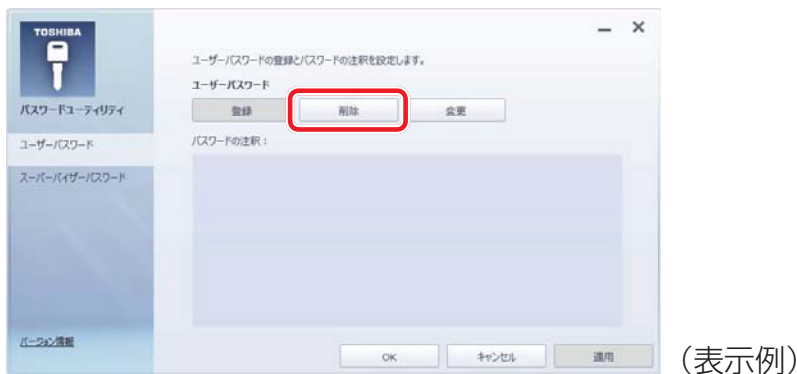 TOSHIBA
パスワードユーティリティ
ユーザーパスワード
スーパーバイザーパスワード
バージョン情報
ユーザーパスワードの登録とパスワードの注釈を設定します。
ユーザーパスワード
登録 削除 変更
パスワードの注釈：
OK キャンセル 適用
（表示例）